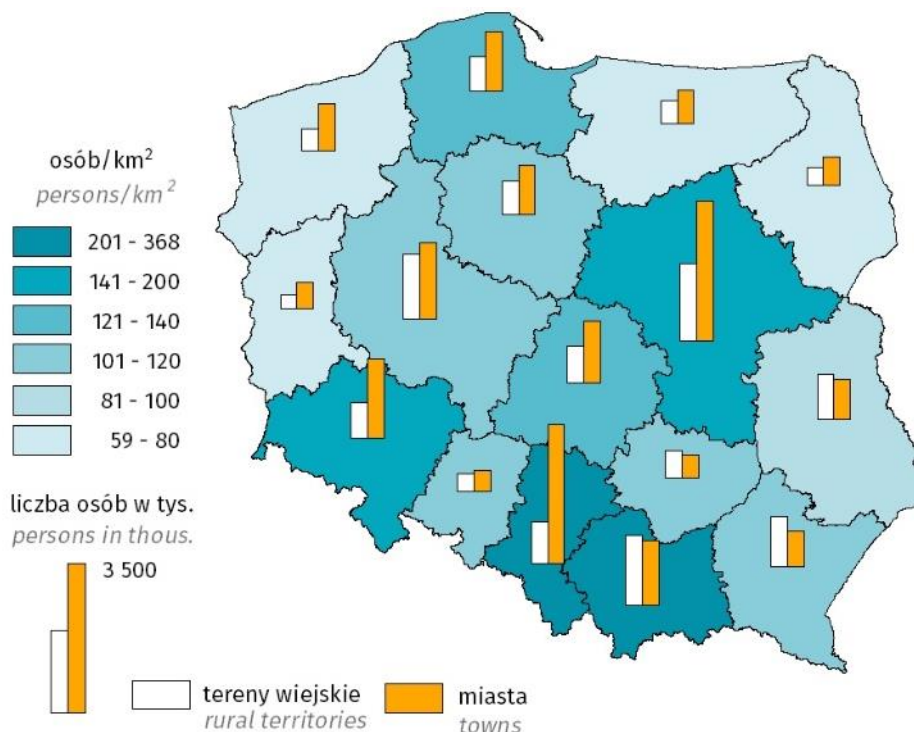 osób/km²
persons/km²
201 - 368
141 - 200
121 - 140
101 - 120
81 - 100
59 - 80
liczba osób w tys.
persons in thous.
3 500
tereny wiejskie
rural territories
miasta
towns